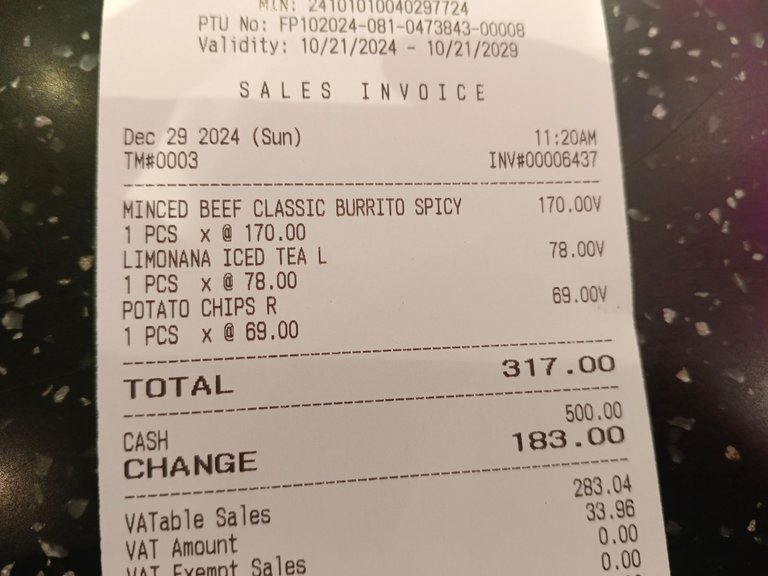 MIN: 24101010040297724
PTU No: FP102024-081-0473843-00008
Validity: 10/21/2024 - 10/21/2029
SALES INVOICE
Dec 29 2024 (Sun) 11:20AM
TM#0003 INV#00006437
MINCED BEEF CLASSIC BURRITO SPICY 170.00V
1 PCS x @ 170.00
LIMONANA ICED TEA L 78.00V
1 PCS x @ 78.00
POTATO CHIPS R 69.00V
1 PCS x @ 69.00
TOTAL 317.00
CASH 500.00
CHANGE 183.00
VATable Sales 283.04
VAT Amount 33.96
VAT Exempt Sales 0.00
0.00